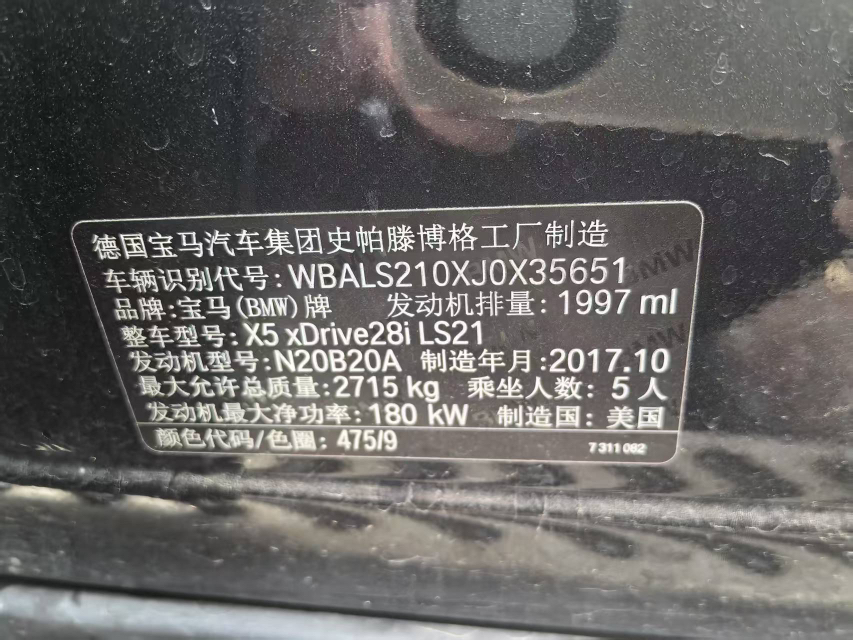 德国宝马汽车集团史帕滕博格工厂制造
车辆识别代号: WBALS210XJ0X35651
品牌: 宝马(BMW)牌 发动机排量: 1997 ml
整车型号: X5 xDrive28i LS21
发动机型号: N20B20A 制造年月: 2017.10
最大允许总质量: 2715 kg 乘坐人数: 5 人
发动机最大净功率: 180 kW 制造国: 美国
颜色代码/色圈: 475/9 7311082